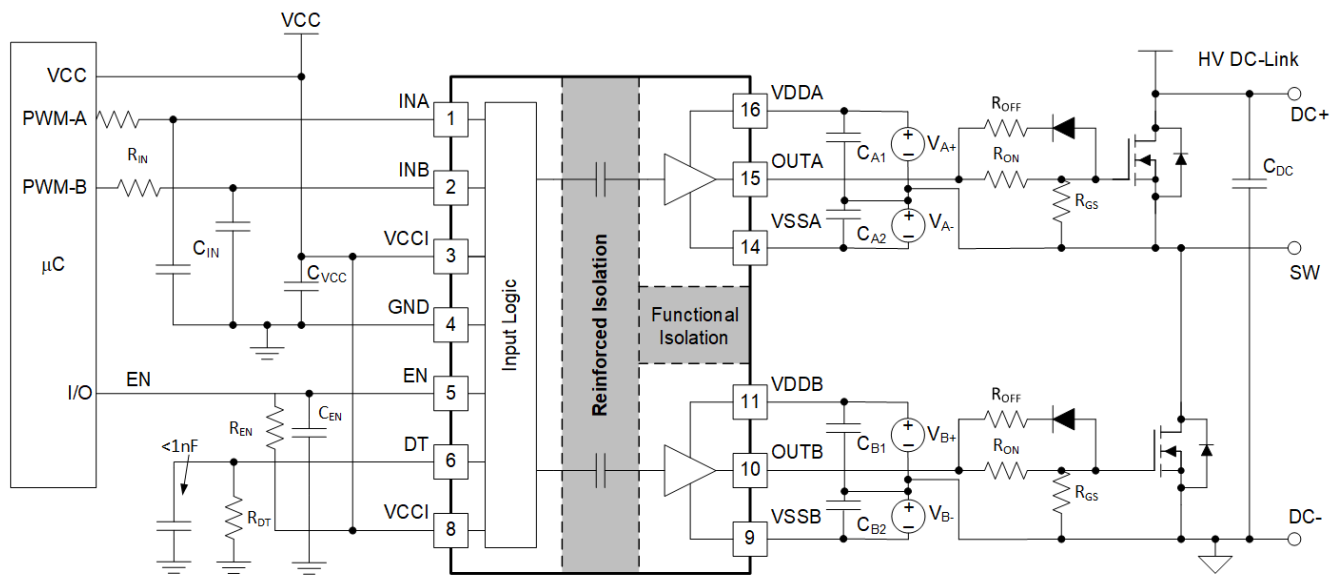 VCC
VCC
PWM-A
RIN
PWM-B
CIN
CVCC
μC
I/O
EN
REN
CEN
<1nF
RDT
INA
1
INB
2
VCCI
3
GND
4
EN
5
DT
6
VCCI
8
Input Logic
Reinforced Isolation
Functional
Isolation
16
VDDA
15
OUTA
14
VSSA
11
VDDB
10
OUTB
9
VSSB
CA1
VA+
CA2
VA-
ROFF
RON
RGS
CB1
VB+
CB2
VB-
ROFF
RON
RGS
HV DC-Link
DC+
CDC
SW
DC-